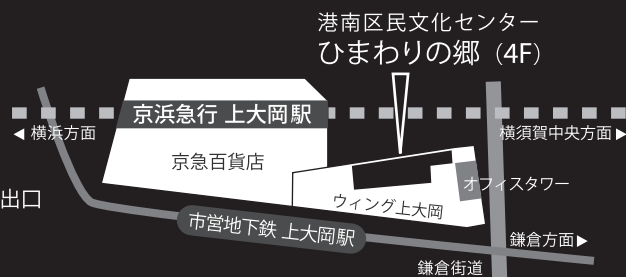 港南区民文化センター
ひまわりの郷（4F）
京浜急行 上大岡駅
◀ 横浜方面
横須賀中央方面 ▶
京急百貨店
オフィスタワー
出口
ウィング上大岡
市営地下鉄 上大岡駅
鎌倉方面 ▶
鎌倉街道